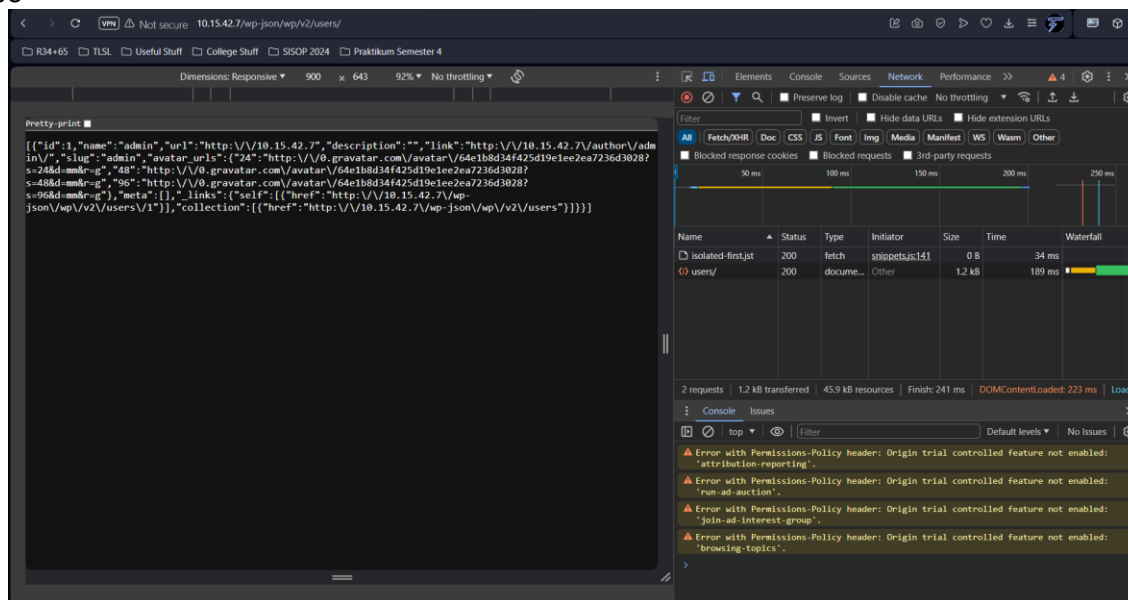 VPN Not secure 10.15.42.7/wp-json/wp/v2/users/
R34+65 TLSL Useful Stuff College Stuff SISOP 2024 Praktikum Semester 4
Dimensions: Responsive ▼ 900 × 643 92% ▼ No throttling ▼
Pretty-print
[{"id":1,"name":"admin","url":"http:\/\/10.15.42.7","description":"","link":"http:\/\/10.15.42.7\/author\/adm
in\/","slug":"admin","avatar_urls":{"24":"http:\/\/0.gravatar.com\/avatar\/64e1b8d34f425d19e1ee2ea7236d3028?
s=24&d=mm&r=g","48":"http:\/\/0.gravatar.com\/avatar\/64e1b8d34f425d19e1ee2ea7236d3028?
s=48&d=mm&r=g","96":"http:\/\/0.gravatar.com\/avatar\/64e1b8d34f425d19e1ee2ea7236d3028?
s=96&d=mm&r=g"},"meta":[],"_links":{"self":[{"href":"http:\/\/10.15.42.7\/wp-
json\/wp\/v2\/users\/1"}],"collection":[{"href":"http:\/\/10.15.42.7\/wp-json\/wp\/v2\/users"}]}}]
Elements Console Sources Network Performance >> 4
Preserve log Disable cache No throttling ▼
Filter Invert Hide data URLs Hide extension URLs
All Fetch/XHR Doc CSS JS Font Img Media Manifest WS Wasm Other
Blocked response cookies Blocked requests 3rd-party requests
50 ms 100 ms 150 ms 200 ms 250 ms
Name Status Type Initiator Size Time Waterfall
isolated-first.jst 200 fetch snippets.js:141 0 B 34 ms
users/ 200 docume... Other 1.2 kB 189 ms
2 requests 1.2 kB transferred 45.9 kB resources Finish: 241 ms DOMContentLoaded: 223 ms Loa
Console Issues
top ▼ Filter Default levels ▼ No Issues
Error with Permissions-Policy header: Origin trial controlled feature not enabled:
'attribution-reporting'.
Error with Permissions-Policy header: Origin trial controlled feature not enabled:
'run-ad-auction'.
Error with Permissions-Policy header: Origin trial controlled feature not enabled:
'join-ad-interest-group'.
Error with Permissions-Policy header: Origin trial controlled feature not enabled:
'browsing-topics'.